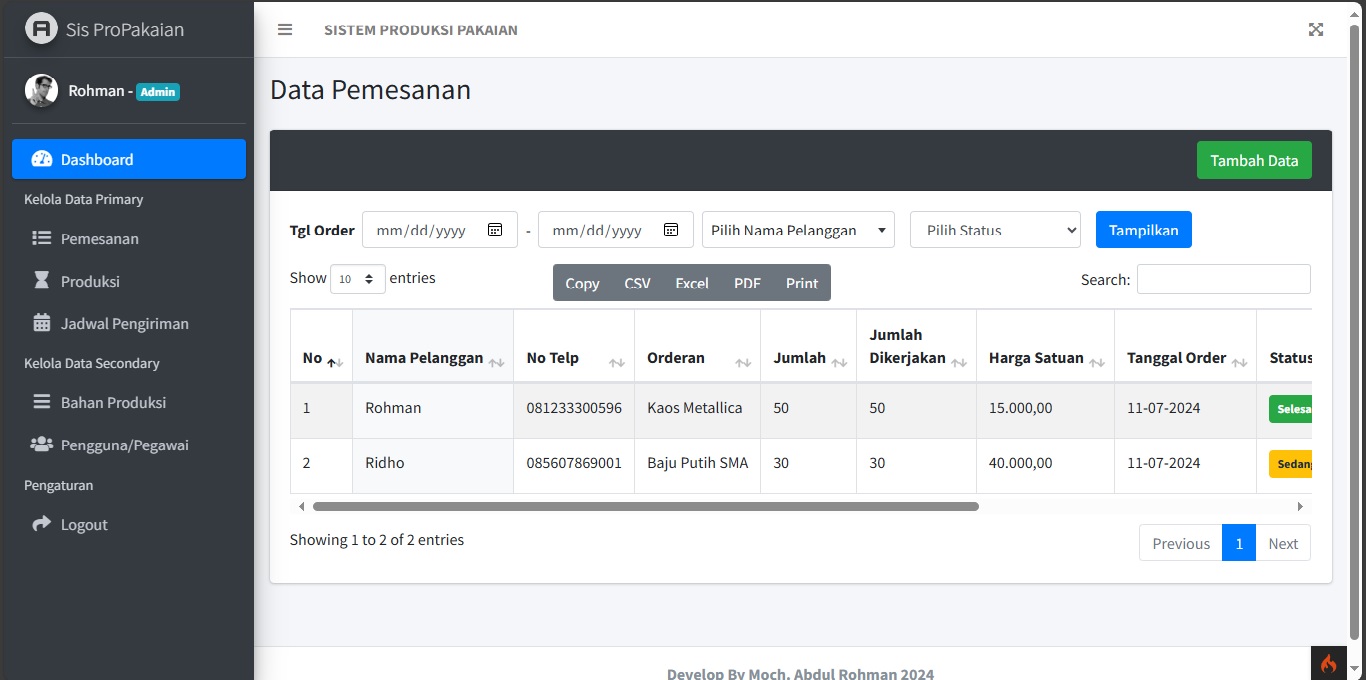 Sis ProPakaian
SISTEM PRODUKSI PAKAIAN
Rohman - Admin
Dashboard
Kelola Data Primary
Pemesanan
Produksi
Jadwal Pengiriman
Kelola Data Secondary
Bahan Produksi
Pengguna/Pegawai
Pengaturan
Logout
Data Pemesanan
Tambah Data
Tgl Order mm/dd/yyyy - mm/dd/yyyy Pilih Nama Pelanggan Pilih Status Tampilkan
Show 10 entries Copy CSV Excel PDF Print Search:
No Nama Pelanggan No Telp Orderan Jumlah Jumlah Dikerjakan Harga Satuan Tanggal Order Status
1 Rohman 081233300596 Kaos Metallica 50 50 15.000,00 11-07-2024 Selesa
2 Ridho 085607869001 Baju Putih SMA 30 30 40.000,00 11-07-2024 Sedang
Showing 1 to 2 of 2 entries Previous 1 Next
Develop By Moch. Abdul Rohman 2024